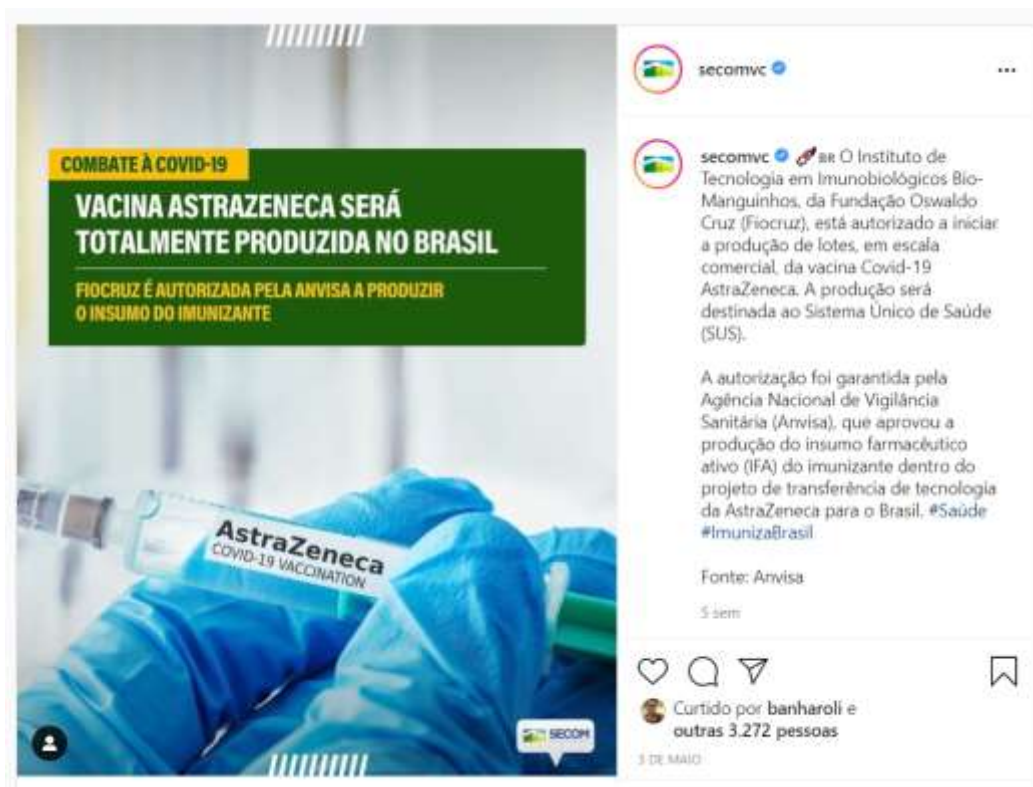 COMBATE À COVID-19
VACINA ASTRAZENECA SERÁ
TOTALMENTE PRODUZIDA NO BRASIL
FIOCRUZ É AUTORIZADA PELA ANVISA A PRODUZIR
O INSUMO DO IMUNIZANTE
AstraZeneca
COVID-19 VACCINATION
SECOM
secomvc
secomvc BR O Instituto de
Tecnologia em Imunobiológicos Bio-
Manguinhos, da Fundação Oswaldo
Cruz (Fiocruz), está autorizado a iniciar
a produção de lotes, em escala
comercial, da vacina Covid-19
AstraZeneca. A produção será
destinada ao Sistema Único de Saúde
(SUS).
A autorização foi garantida pela
Agência Nacional de Vigilância
Sanitária (Anvisa), que aprovou a
produção do insumo farmacêutico
ativo (IFA) do imunizante dentro do
projeto de transferência de tecnologia
da AstraZeneca para o Brasil. #Saúde
#ImunizaBrasil
Fonte: Anvisa
5 sem
Curtido por banharoli e
outras 3.272 pessoas
3 DE MAIO